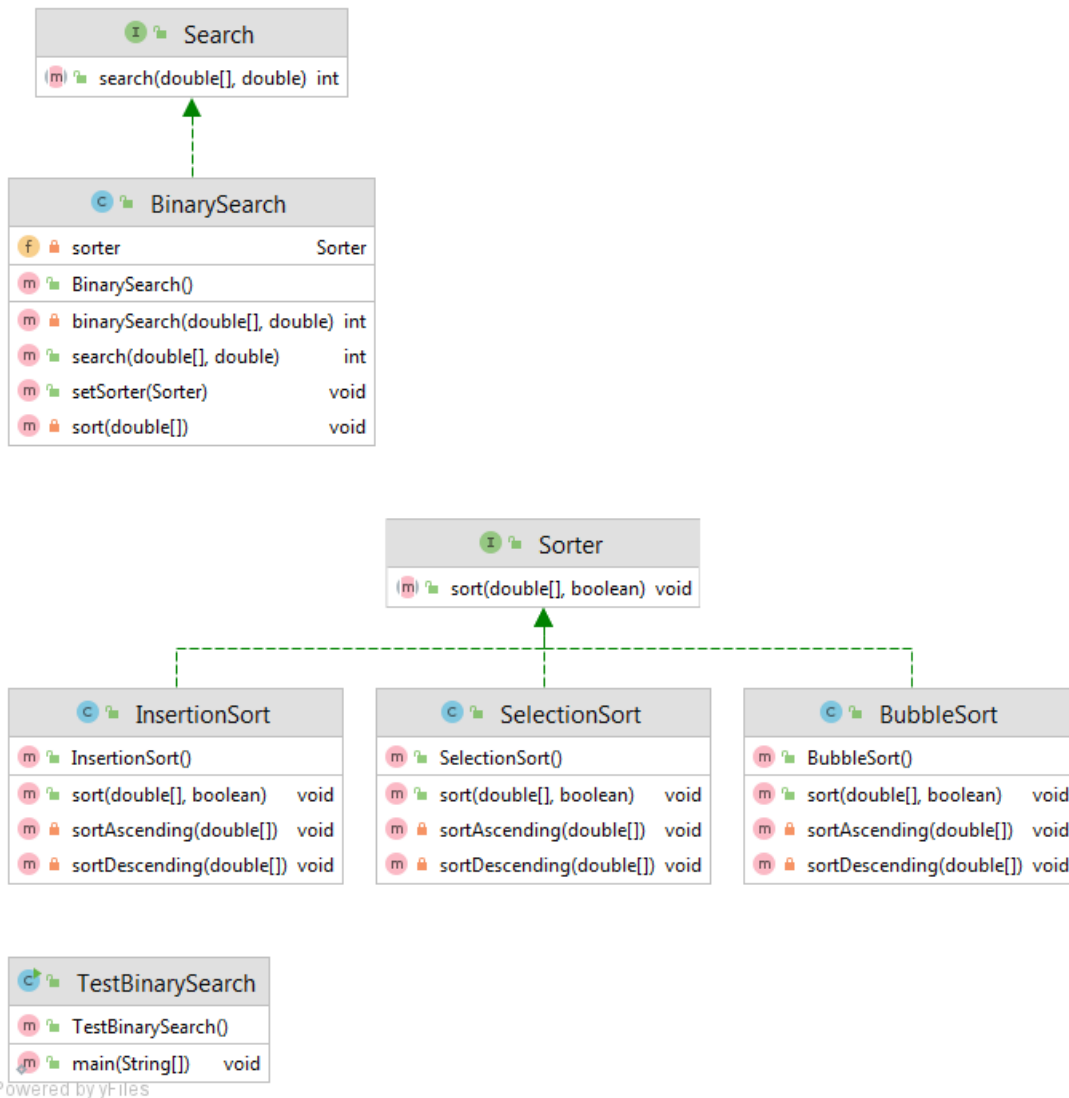 Search
search(double[], double) int
BinarySearch
sorter Sorter
BinarySearch()
binarySearch(double[], double) int
search(double[], double) int
setSorter(Sorter) void
sort(double[]) void
Sorter
sort(double[], boolean) void
InsertionSort
InsertionSort()
sort(double[], boolean) void
sortAscending(double[]) void
sortDescending(double[]) void
SelectionSort
SelectionSort()
sort(double[], boolean) void
sortAscending(double[]) void
sortDescending(double[]) void
BubbleSort
BubbleSort()
sort(double[], boolean) void
sortAscending(double[]) void
sortDescending(double[]) void
TestBinarySearch
TestBinarySearch()
main(String[]) void
Powered by yFiles